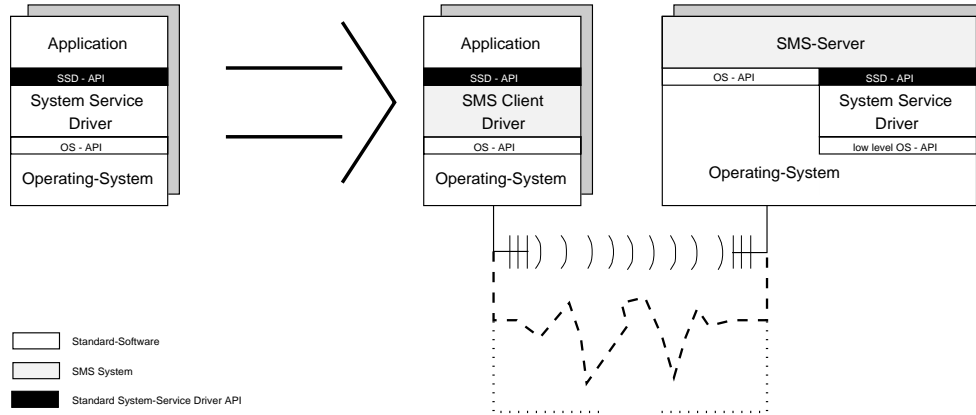 Application
SSD - API
System Service
Driver
OS - API
Operating-System
Application
SSD - API
SMS Client
Driver
OS - API
Operating-System
SMS-Server
OS - API
SSD - API
System Service
Driver
low level OS - API
Operating-System
Standard-Software
SMS System
Standard System-Service Driver API